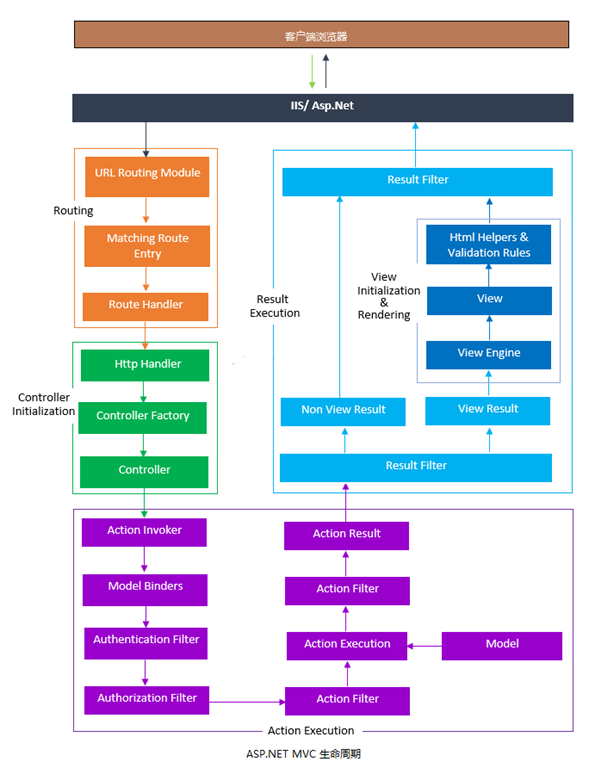 客户端浏览器
IIS/ Asp.Net
URL Routing Module
Routing
Matching Route
Entry
Route Handler
Http Handler
Controller
Initialization
Controller Factory
Controller
Result Filter
Html Helpers &
Validation Rules
View
Initialization
&
Rendering
View
Result
Execution
View Engine
Non View Result
View Result
Result Filter
Action Invoker
Model Binders
Authentication Filter
Authorization Filter
Action Result
Action Filter
Action Execution
Model
Action Filter
Action Execution
ASP.NET MVC 生命周期